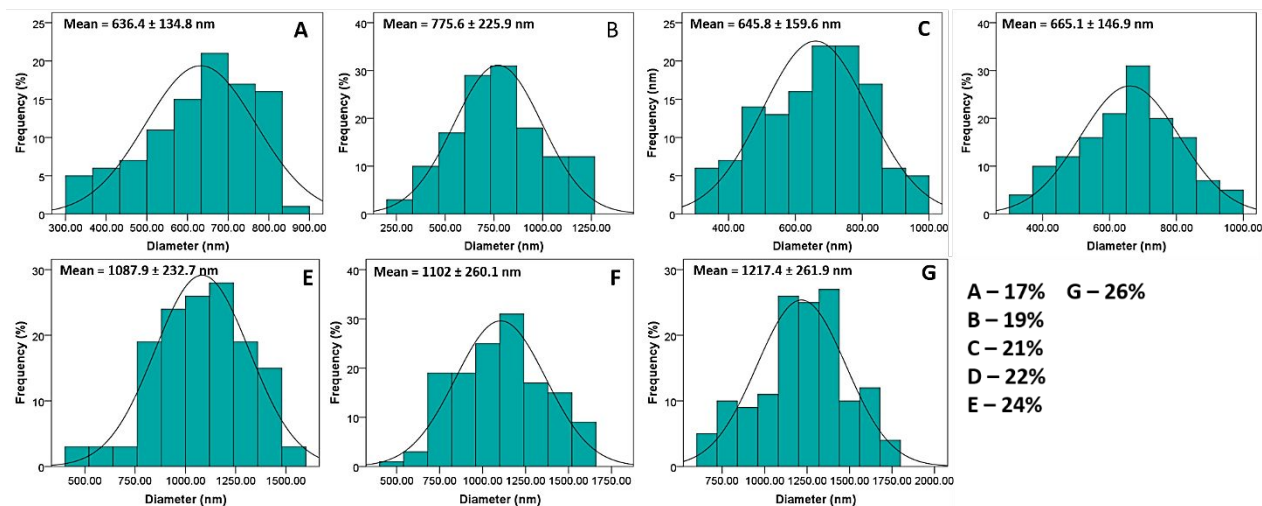 Mean = 636.4 ± 134.8 nm
A
25
20
15
10
5
0
Frequency (%)
300.00 400.00 500.00 600.00 700.00 800.00 900.00
Diameter (nm)
Mean = 775.6 ± 225.9 nm
B
40
30
20
10
0
Frequency (%)
250.00 500.00 750.00 1000.00 1250.00
Diameter (nm)
Mean = 645.8 ± 159.6 nm
C
25
20
15
10
5
0
Frequency (nm)
400.00 600.00 800.00 1000.00
Diameter (nm)
Mean = 665.1 ± 146.9 nm
40
30
20
10
0
Frequency (%)
400.00 600.00 800.00 1000.00
Diameter (nm)
Mean = 1087.9 ± 232.7 nm
E
30
20
10
0
Frequency (%)
500.00 750.00 1000.00 1250.00 1500.00
Diameter (nm)
Mean = 1102 ± 260.1 nm
F
40
30
20
10
0
Frequency (%)
500.00 750.00 1000.00 1250.00 1500.00 1750.00
Diameter (nm)
Mean = 1217.4 ± 261.9 nm
G
30
20
10
0
Frequency (%)
750.00 1000.00 1200.00 1500.00 1750.00 2000.00
Diameter (nm)
A – 17% G – 26%
B – 19%
C – 21%
D – 22%
E – 24%